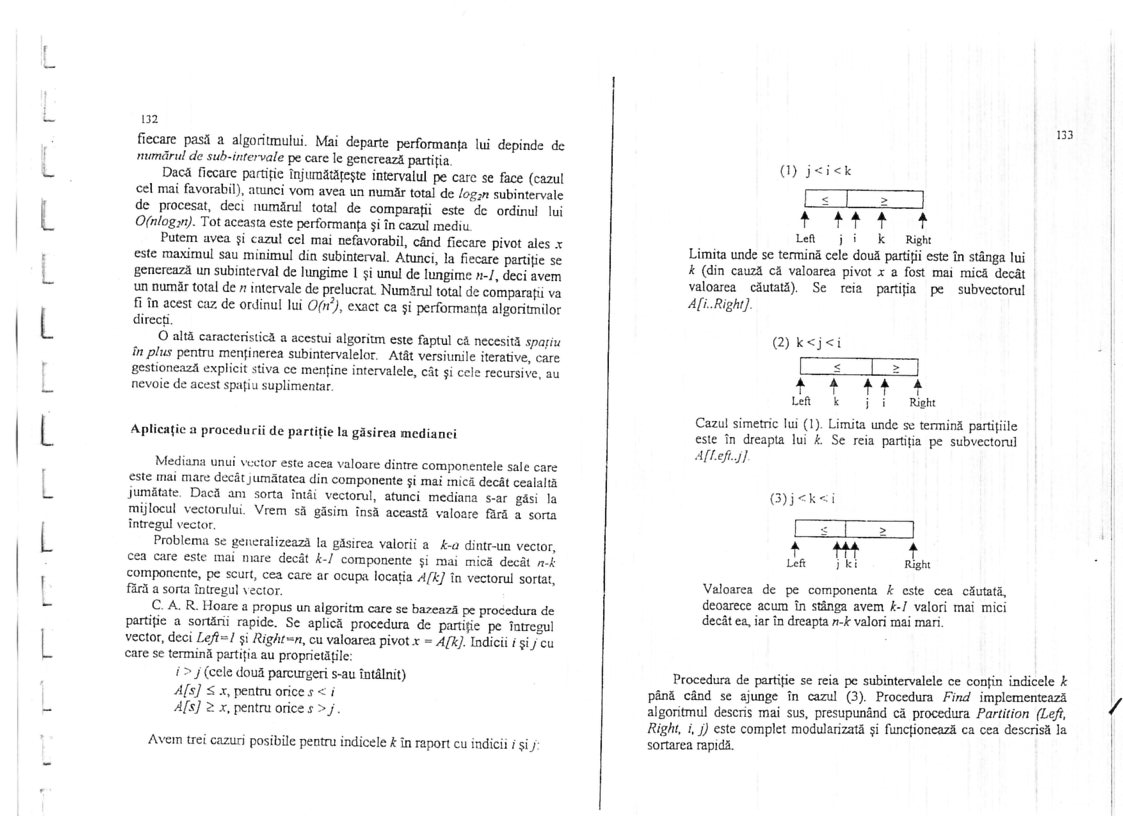 132
fiecare pasă a algoritmului. Mai departe performanţa lui depinde de
numărul de sub-intervale pe care le generează partiţia.
Dacă fiecare partiţie înjumătăţeşte intervalul pe care se face (cazul
cel mai favorabil), atunci vom avea un număr total de log₂n subintervale
de procesat, deci numărul total de comparaţii este de ordinul lui
O(nlog₂n). Tot aceasta este performanţa şi în cazul mediu.
Putem avea şi cazul cel mai nefavorabil, când fiecare pivot ales x
este maximul sau minimul din subinterval. Atunci, la fiecare partiţie se
generează un subinterval de lungime 1 şi unul de lungime n-1, deci avem
un număr total de n intervale de prelucrat. Numărul total de comparaţii va
fi în acest caz de ordinul lui O(n²), exact ca şi performanţa algoritmilor
direcţi.
O altă caracteristică a acestui algoritm este faptul că necesită spaţiu
în plus pentru menţinerea subintervalelor. Atât versiunile iterative, care
gestionează explicit stiva ce menţine intervalele, cât şi cele recursive, au
nevoie de acest spaţiu suplimentar.
Aplicaţie a procedurii de partiţie la găsirea medianei
Mediana unui vector este acea valoare dintre componentele sale care
este mai mare decât jumătatea din componente şi mai mică decât cealaltă
jumătate. Dacă am sorta întâi vectorul, atunci mediana s-ar găsi la
mijlocul vectorului. Vrem să găsim însă această valoare fără a sorta
întregul vector.
Problema se generalizează la găsirea valorii a k-a dintr-un vector,
cea care este mai mare decât k-1 componente şi mai mică decât n-k
componente, pe scurt, cea care ar ocupa locaţia A[k] în vectorul sortat,
fără a sorta întregul vector.
C. A. R. Hoare a propus un algoritm care se bazează pe procedura de
partiţie a sortării rapide. Se aplică procedura de partiţie pe întregul
vector, deci Left=1 şi Right=n, cu valoarea pivot x = A[k]. Indicii i şi j cu
care se termină partiţia au proprietăţile:
i > j (cele două parcurgeri s-au întâlnit)
A[s] ≤ x, pentru orice s < i
A[s] ≥ x, pentru orice s > j .
Avem trei cazuri posibile pentru indicele k în raport cu indicii i şi j:
133
(1) j < i < k
≤ ≥
Left j i k Right
Limita unde se termină cele două partiţii este în stânga lui
k (din cauză că valoarea pivot x a fost mai mică decât
valoarea căutată). Se reia partiţia pe subvectorul
A[i..Right].
(2) k < j < i
≤ ≥
Left k j i Right
Cazul simetric lui (1). Limita unde se termină partiţiile
este în dreapta lui k. Se reia partiţia pe subvectorul
A[Left..j].
(3) j < k < i
≤ ≥
Left j k i Right
Valoarea de pe componenta k este cea căutată,
deoarece acum în stânga avem k-1 valori mai mici
decât ea, iar în dreapta n-k valori mai mari.
Procedura de partiţie se reia pe subintervalele ce conţin indicele k
până când se ajunge în cazul (3). Procedura Find implementează
algoritmul descris mai sus, presupunând că procedura Partition (Left,
Right, i, j) este complet modularizată şi funcţionează ca cea descrisă la
sortarea rapidă.